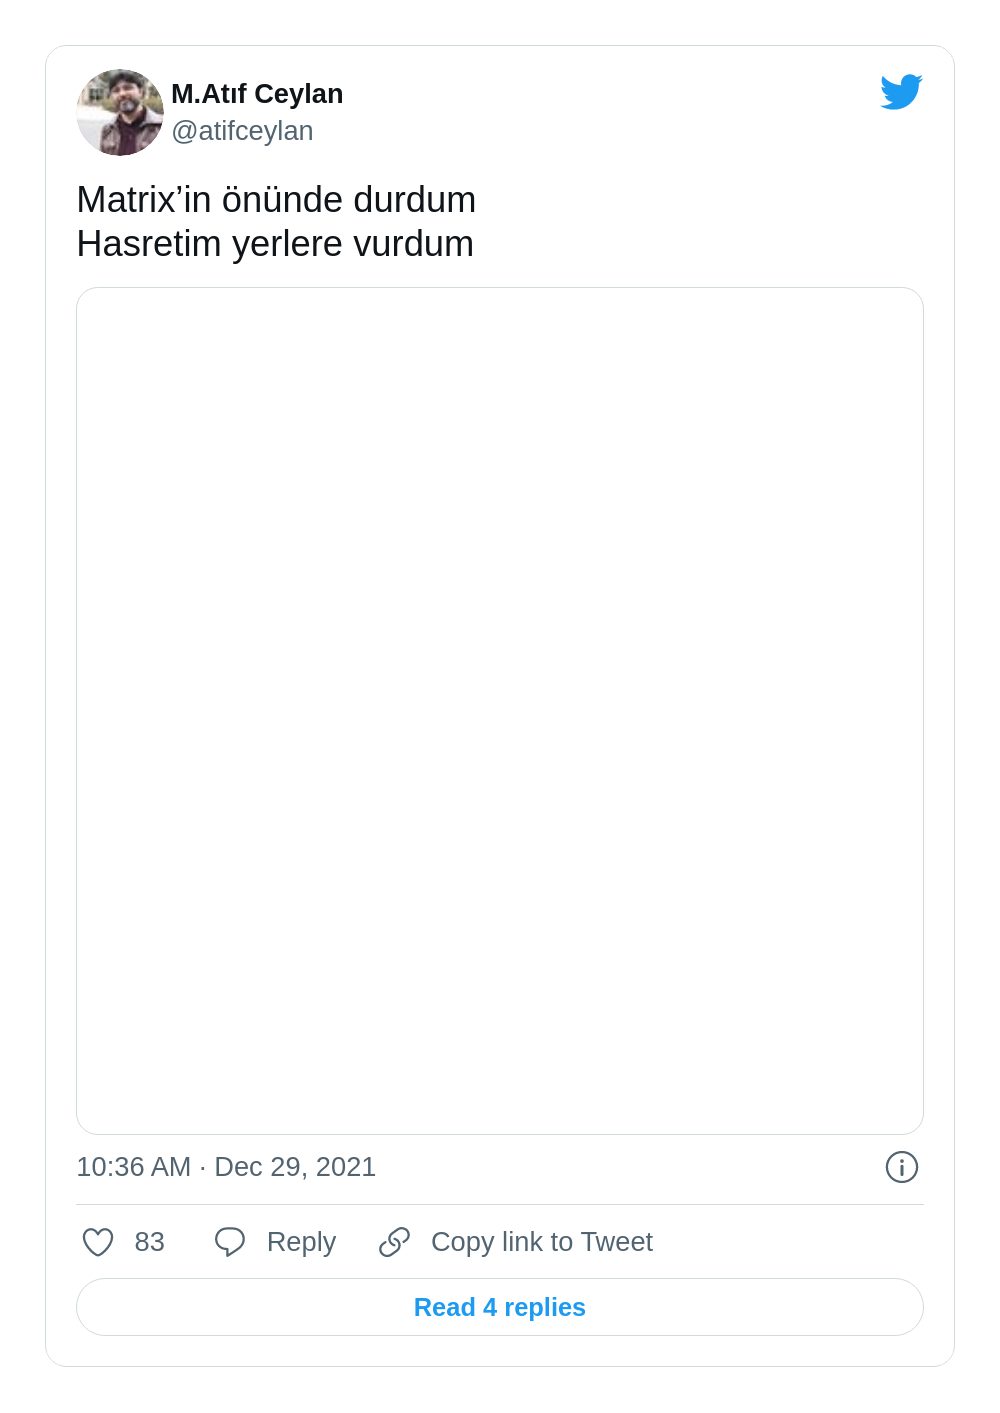 M.Atıf Ceylan
@atifceylan
Matrix’in önünde durdum
Hasretim yerlere vurdum
10:36 AM · Dec 29, 2021
83 Reply Copy link to Tweet
Read 4 replies